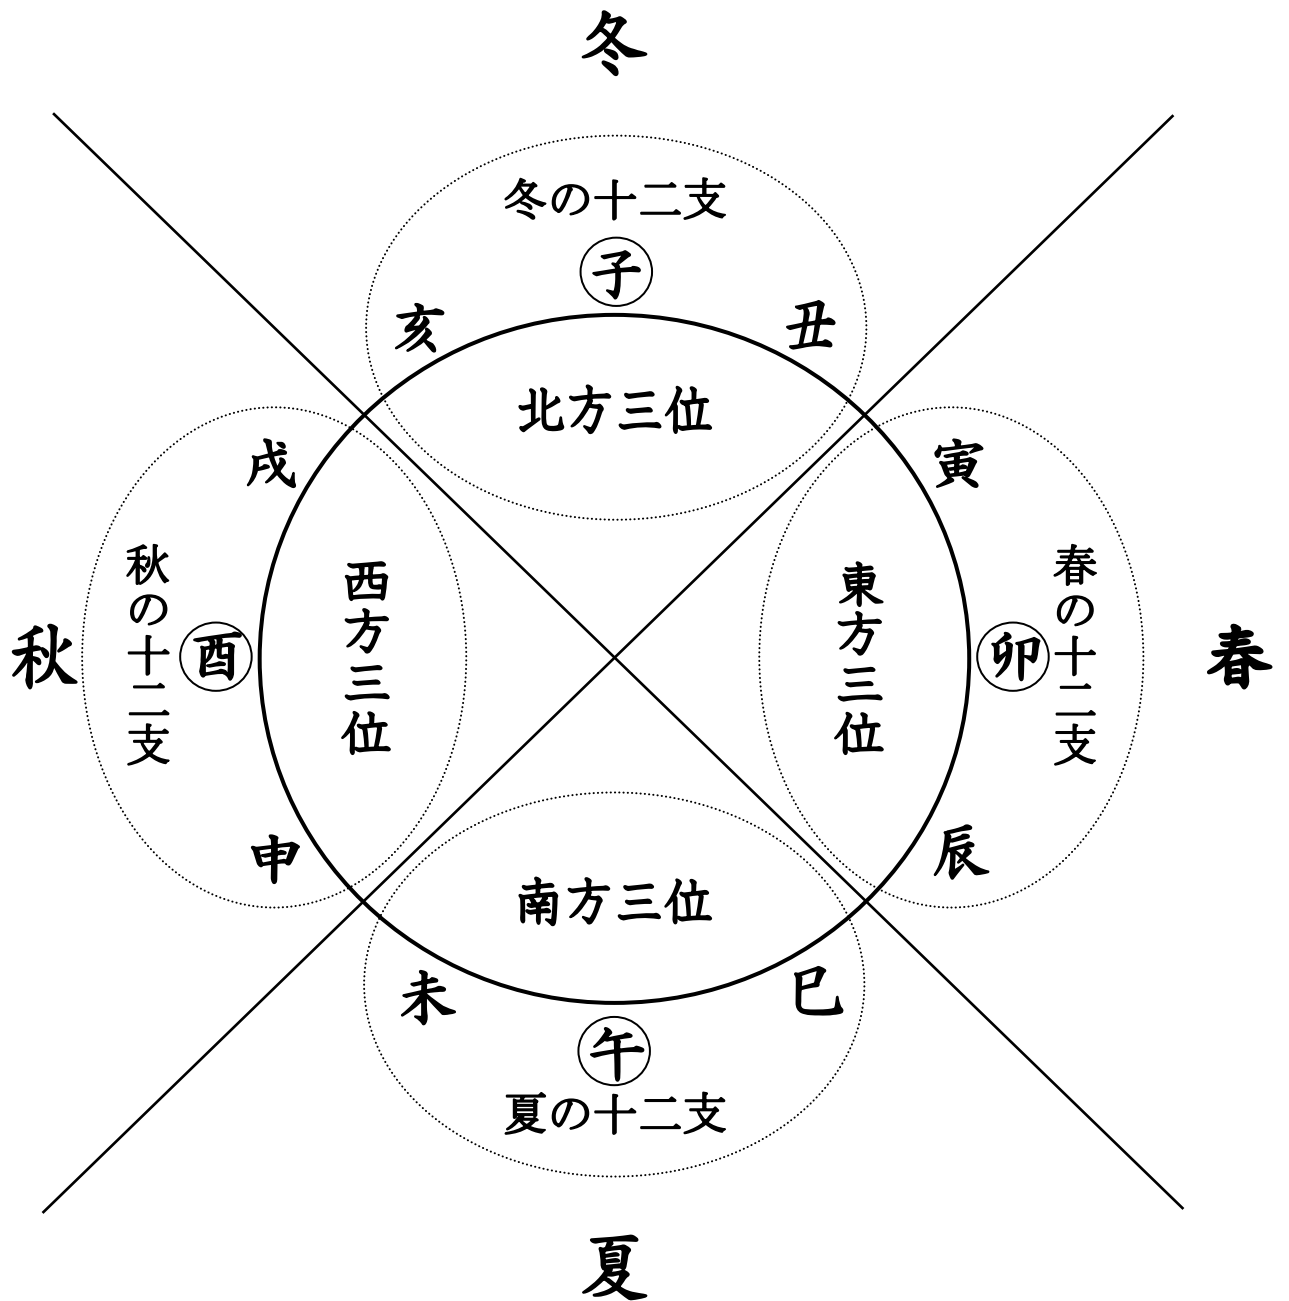 冬
冬の十二支
子
亥
丑
北方三位
戌
寅
秋
秋の十二支
酉
西方三位
東方三位
卯
春の十二支
春
申
辰
南方三位
未
巳
午
夏の十二支
夏